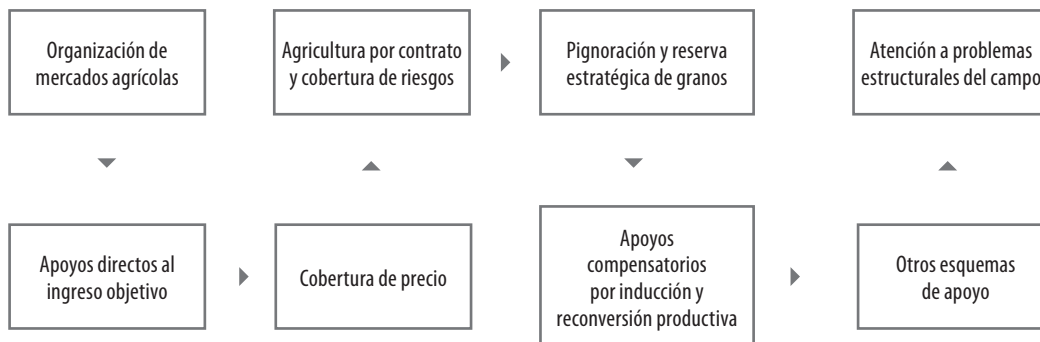 Organización de
mercados agrícolas
Agricultura por contrato
y cobertura de riesgos
Pignoración y reserva
estratégica de granos
Atención a problemas
estructurales del campo
Apoyos directos al
ingreso objetivo
Cobertura de precio
Apoyos
compensatorios
por inducción y
reconversión productiva
Otros esquemas
de apoyo